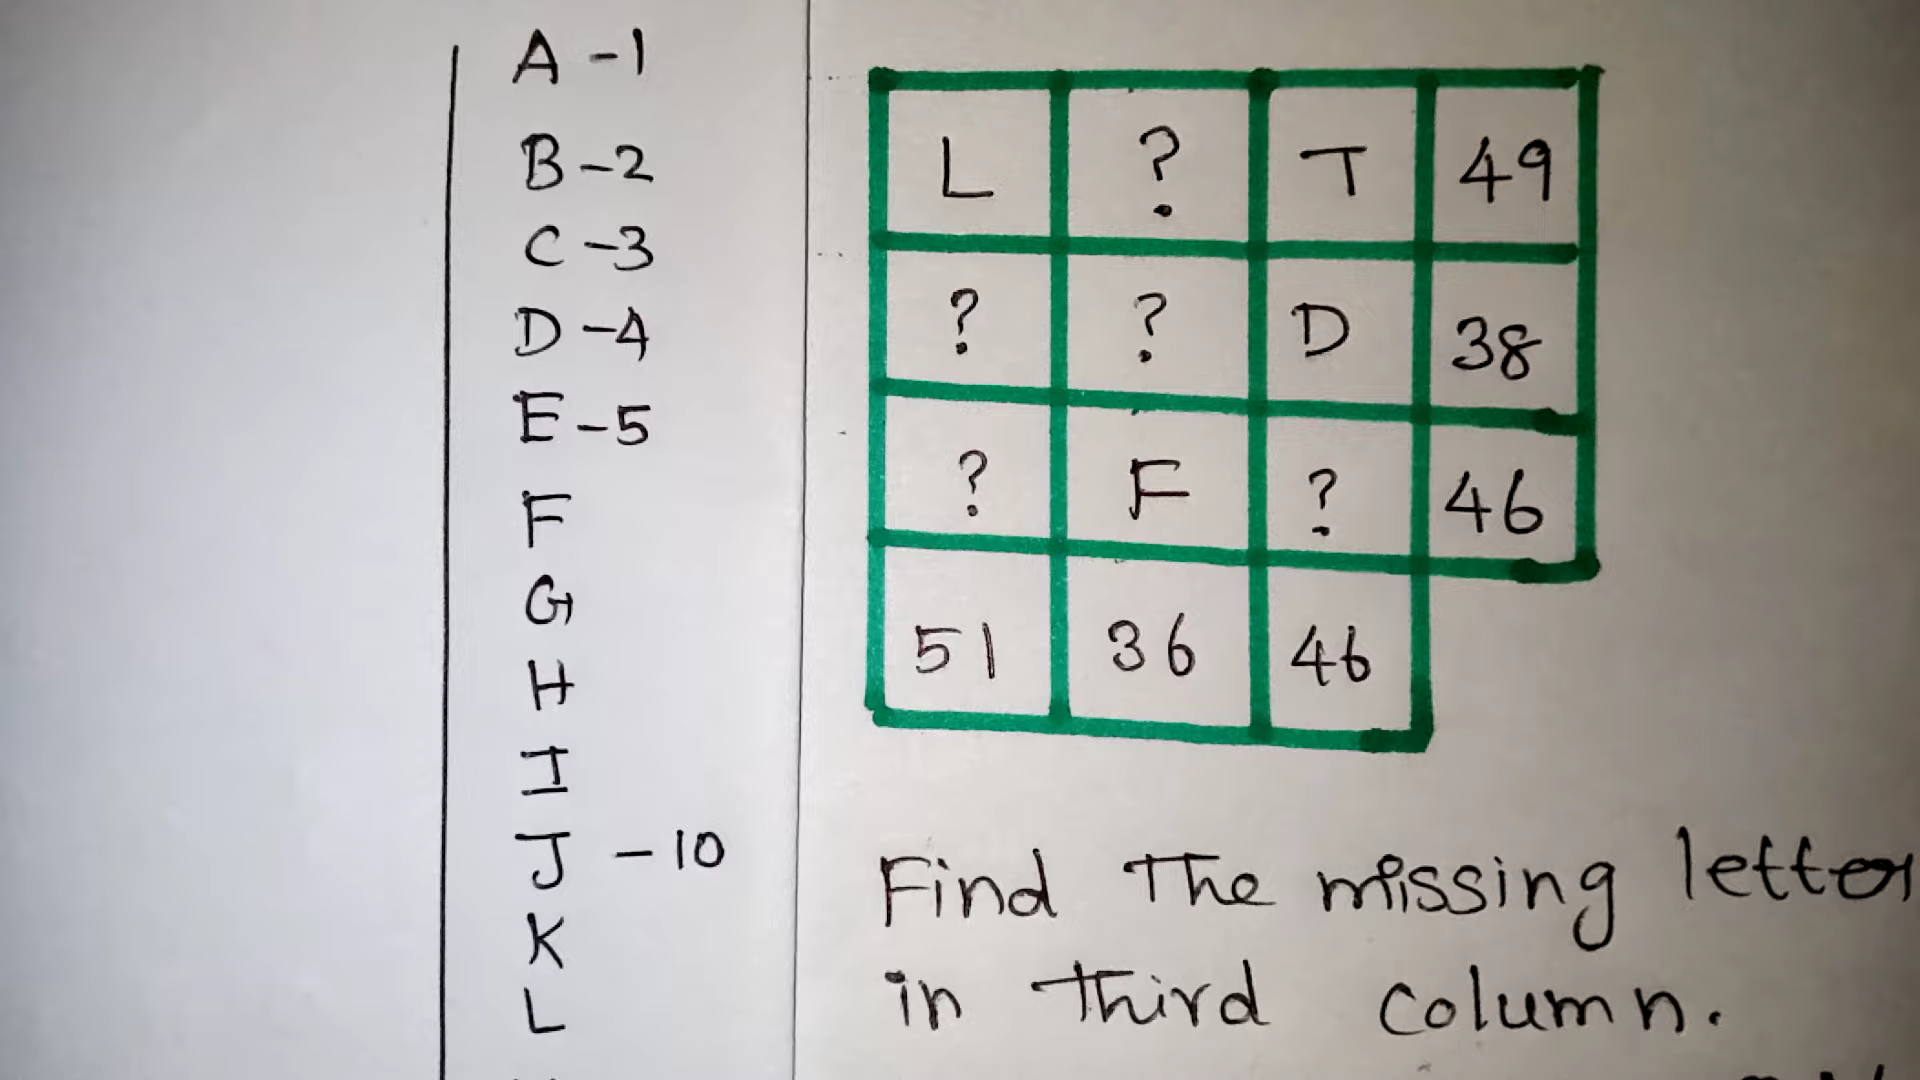 A - 1
B - 2
C - 3
D - 4
E - 5
F
G
H
I
J - 10
K
L
L ? T 49
? ? D 38
? F ? 46
51 36 46
Find The missing letter
in Third column.